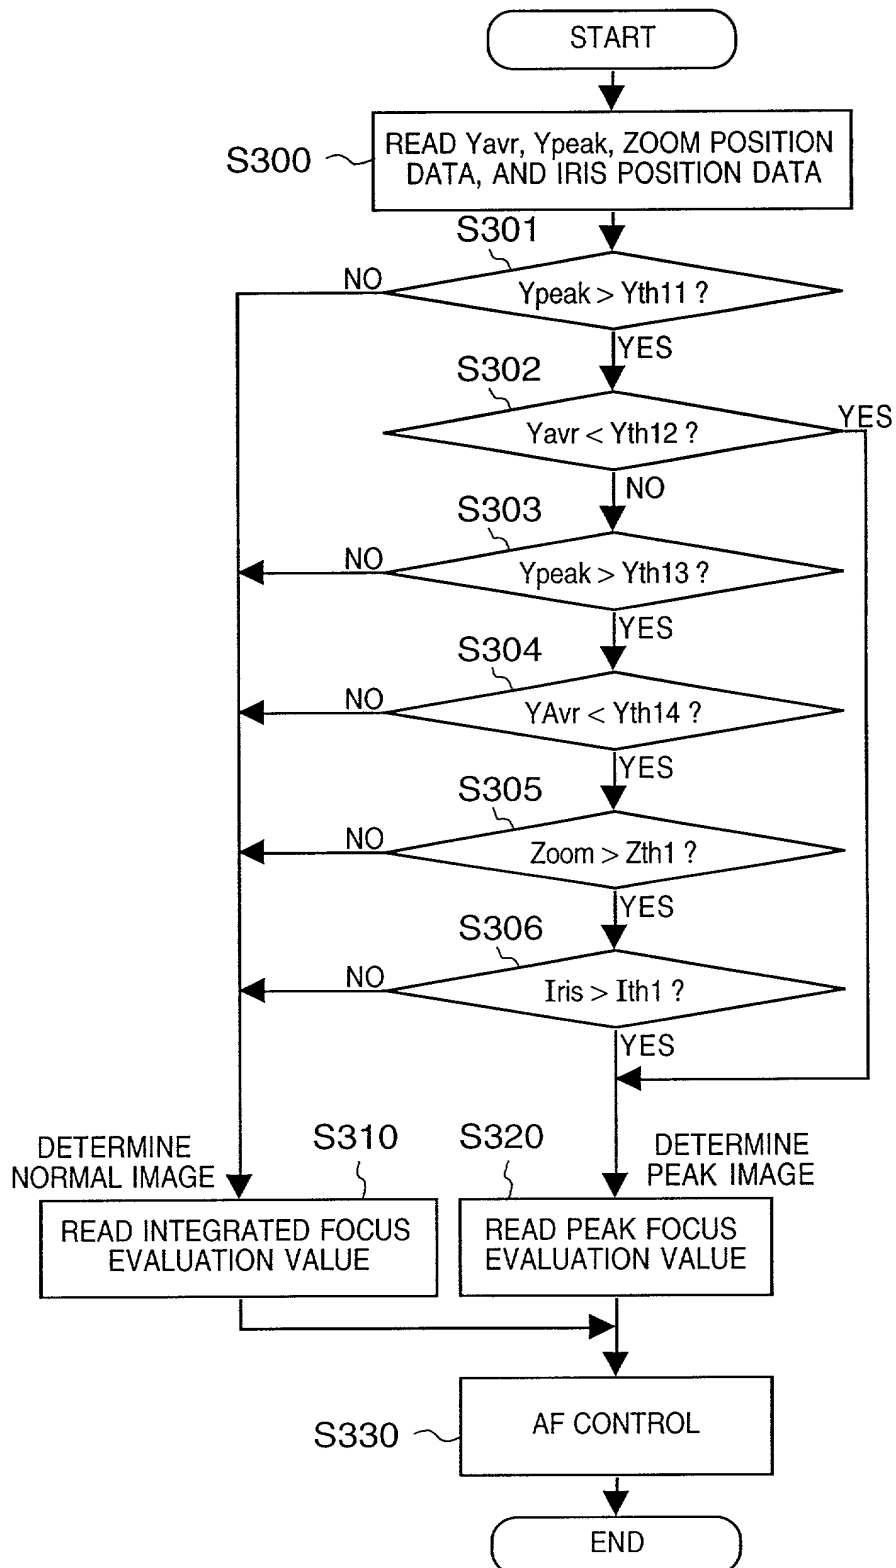 START
S300
READ Yavr, Ypeak, ZOOM POSITION
DATA, AND IRIS POSITION DATA
S301
NO
Ypeak > Yth11 ?
YES
S302
Yavr < Yth12 ?
YES
NO
S303
NO
Ypeak > Yth13 ?
YES
S304
NO
YAvr < Yth14 ?
YES
S305
NO
Zoom > Zth1 ?
YES
S306
NO
Iris > Ith1 ?
YES
DETERMINE
NORMAL IMAGE
S310
S320
DETERMINE
PEAK IMAGE
READ INTEGRATED FOCUS
EVALUATION VALUE
READ PEAK FOCUS
EVALUATION VALUE
S330
AF CONTROL
END